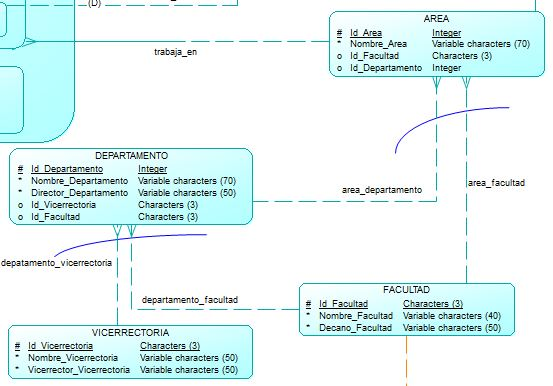 (D)
AREA
# Id_Area Integer
* Nombre_Area Variable characters (70)
o Id_Facultad Characters (3)
o Id_Departamento Integer
trabaja_en
DEPARTAMENTO
# Id_Departamento Integer
* Nombre_Departamento Variable characters (70)
* Director_Departamento Variable characters (50)
o Id_Vicerrectoria Characters (3)
o Id_Facultad Characters (3)
area_departamento
area_facultad
depatamento_vicerrectoria
departamento_facultad
FACULTAD
# Id_Facultad Characters (3)
* Nombre_Facultad Variable characters (40)
* Decano_Facultad Variable characters (50)
VICERRECTORIA
# Id_Vicerrectoria Characters (3)
* Nombre_Vicerrectoria Variable characters (50)
* Vicerrector_Vicerrectoria Variable characters (50)